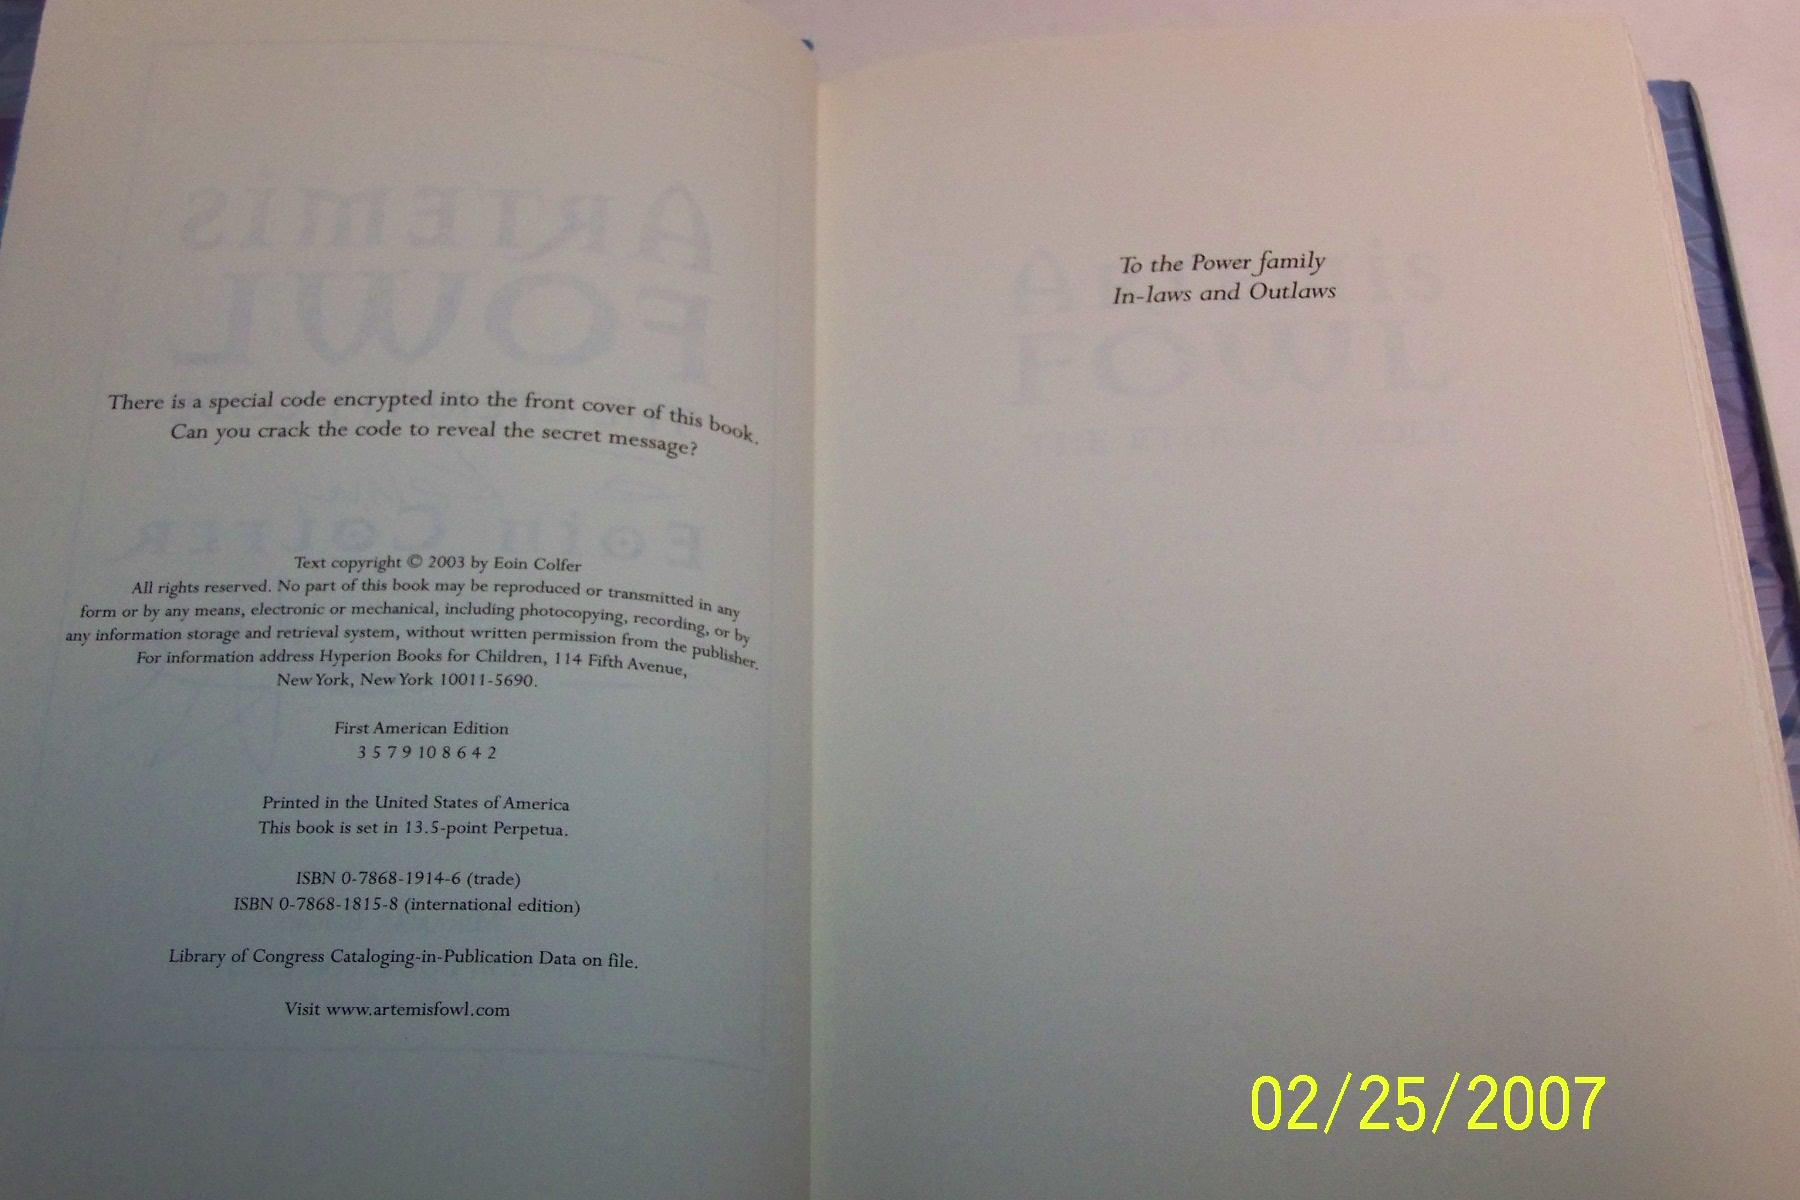 There is a special code encrypted into the front cover of this book.
Can you crack the code to reveal the secret message?
Text copyright © 2003 by Eoin Colfer
All rights reserved. No part of this book may be reproduced or transmitted in any
form or by any means, electronic or mechanical, including photocopying, recording, or by
any information storage and retrieval system, without written permission from the publisher.
For information address Hyperion Books for Children, 114 Fifth Avenue,
New York, New York 10011-5690.
First American Edition
3 5 7 9 10 8 6 4 2
Printed in the United States of America
This book is set in 13.5-point Perpetua.
ISBN 0-7868-1914-6 (trade)
ISBN 0-7868-1815-8 (international edition)
Library of Congress Cataloging-in-Publication Data on file.
Visit www.artemisfowl.com
To the Power family
In-laws and Outlaws
ARTEMIS
FOWL
EOIN COLFER
02/25/2007